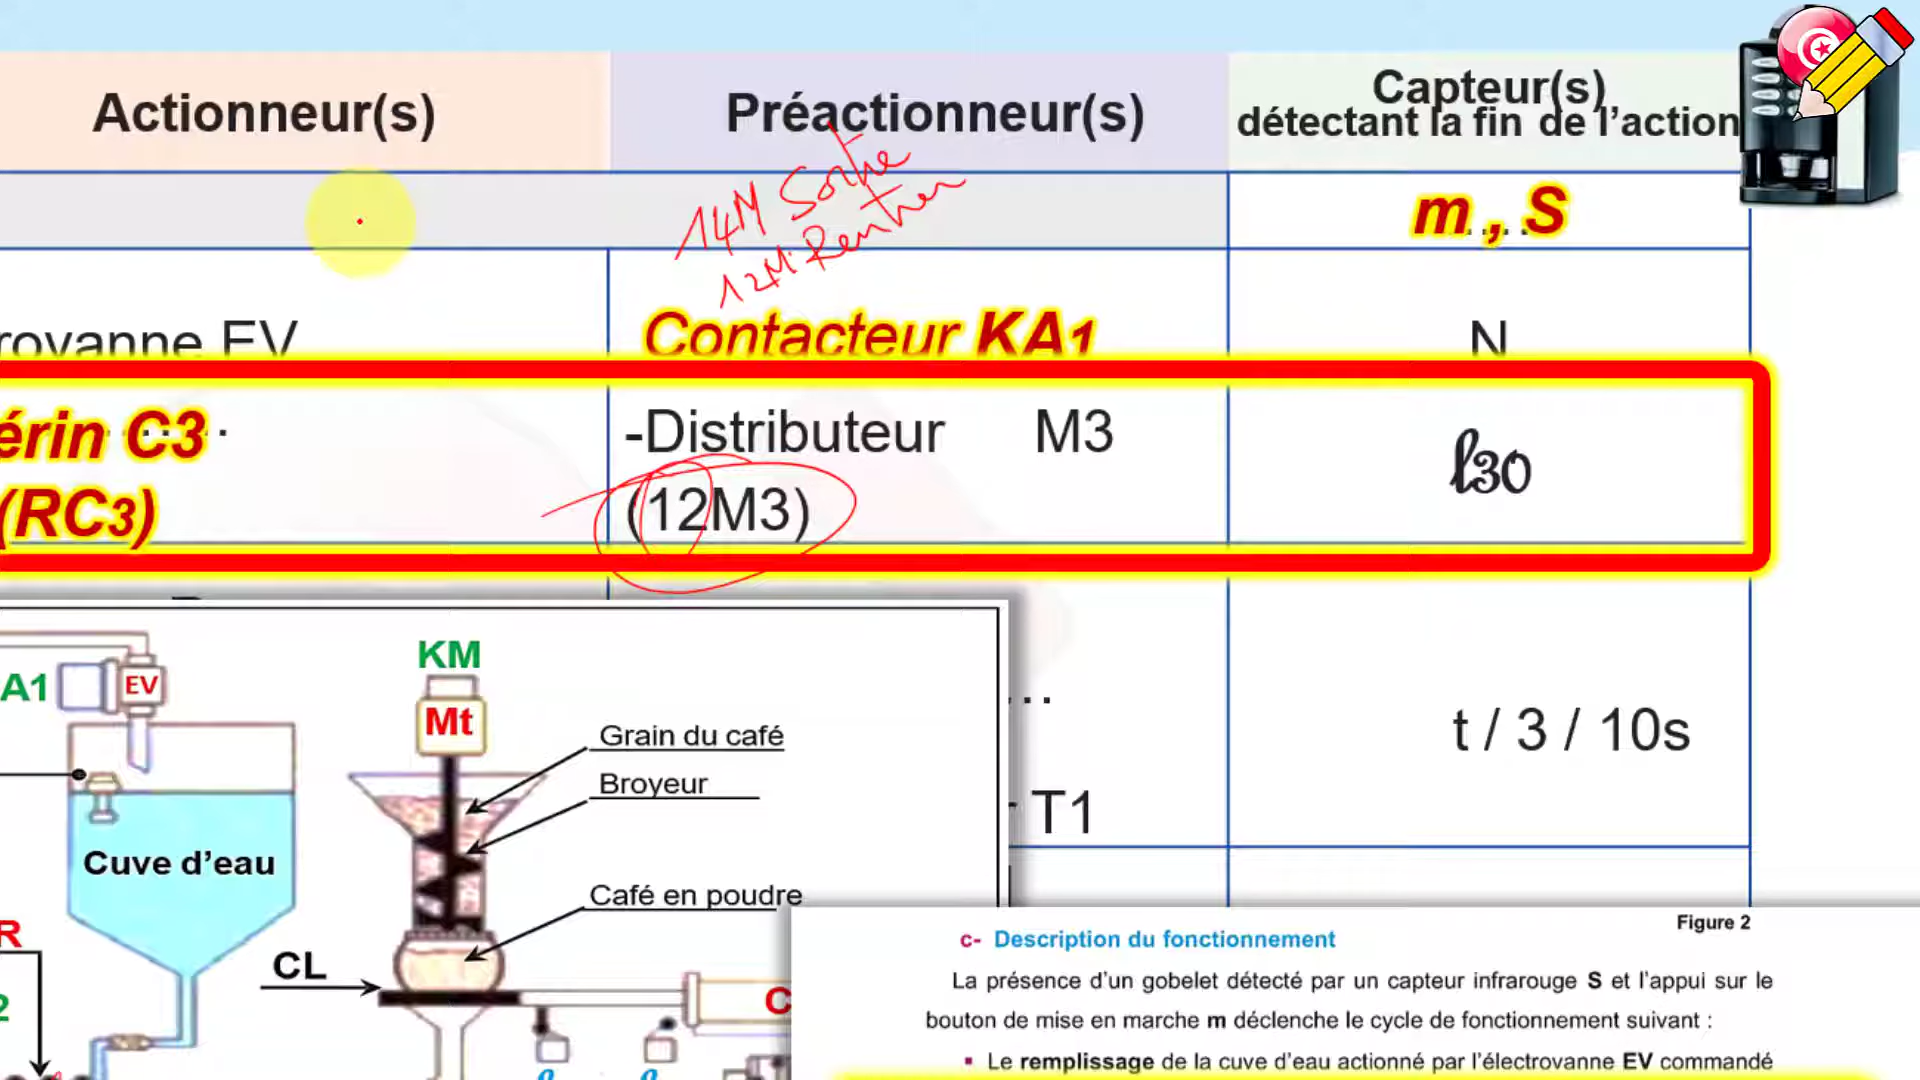 Actionneur(s)
Préactionneur(s)
Capteur(s)
détectant la fin de l'action
14M Sortie
12M Rentrer
m , S
....
trovanne EV
Contacteur KA1
N
érin C3
(RC3)
-Distributeur M3
(12M3)
l30
t / 3 / 10s
T1
A1
EV
KM
Mt
Grain du café
Broyeur
Cuve d'eau
Café en poudre
R
CL
2
C
Figure 2
c- Description du fonctionnement
La présence d'un gobelet détecté par un capteur infrarouge S et l'appui sur le
bouton de mise en marche m déclenche le cycle de fonctionnement suivant :
▪ Le remplissage de la cuve d'eau actionné par l'électrovanne EV commandé